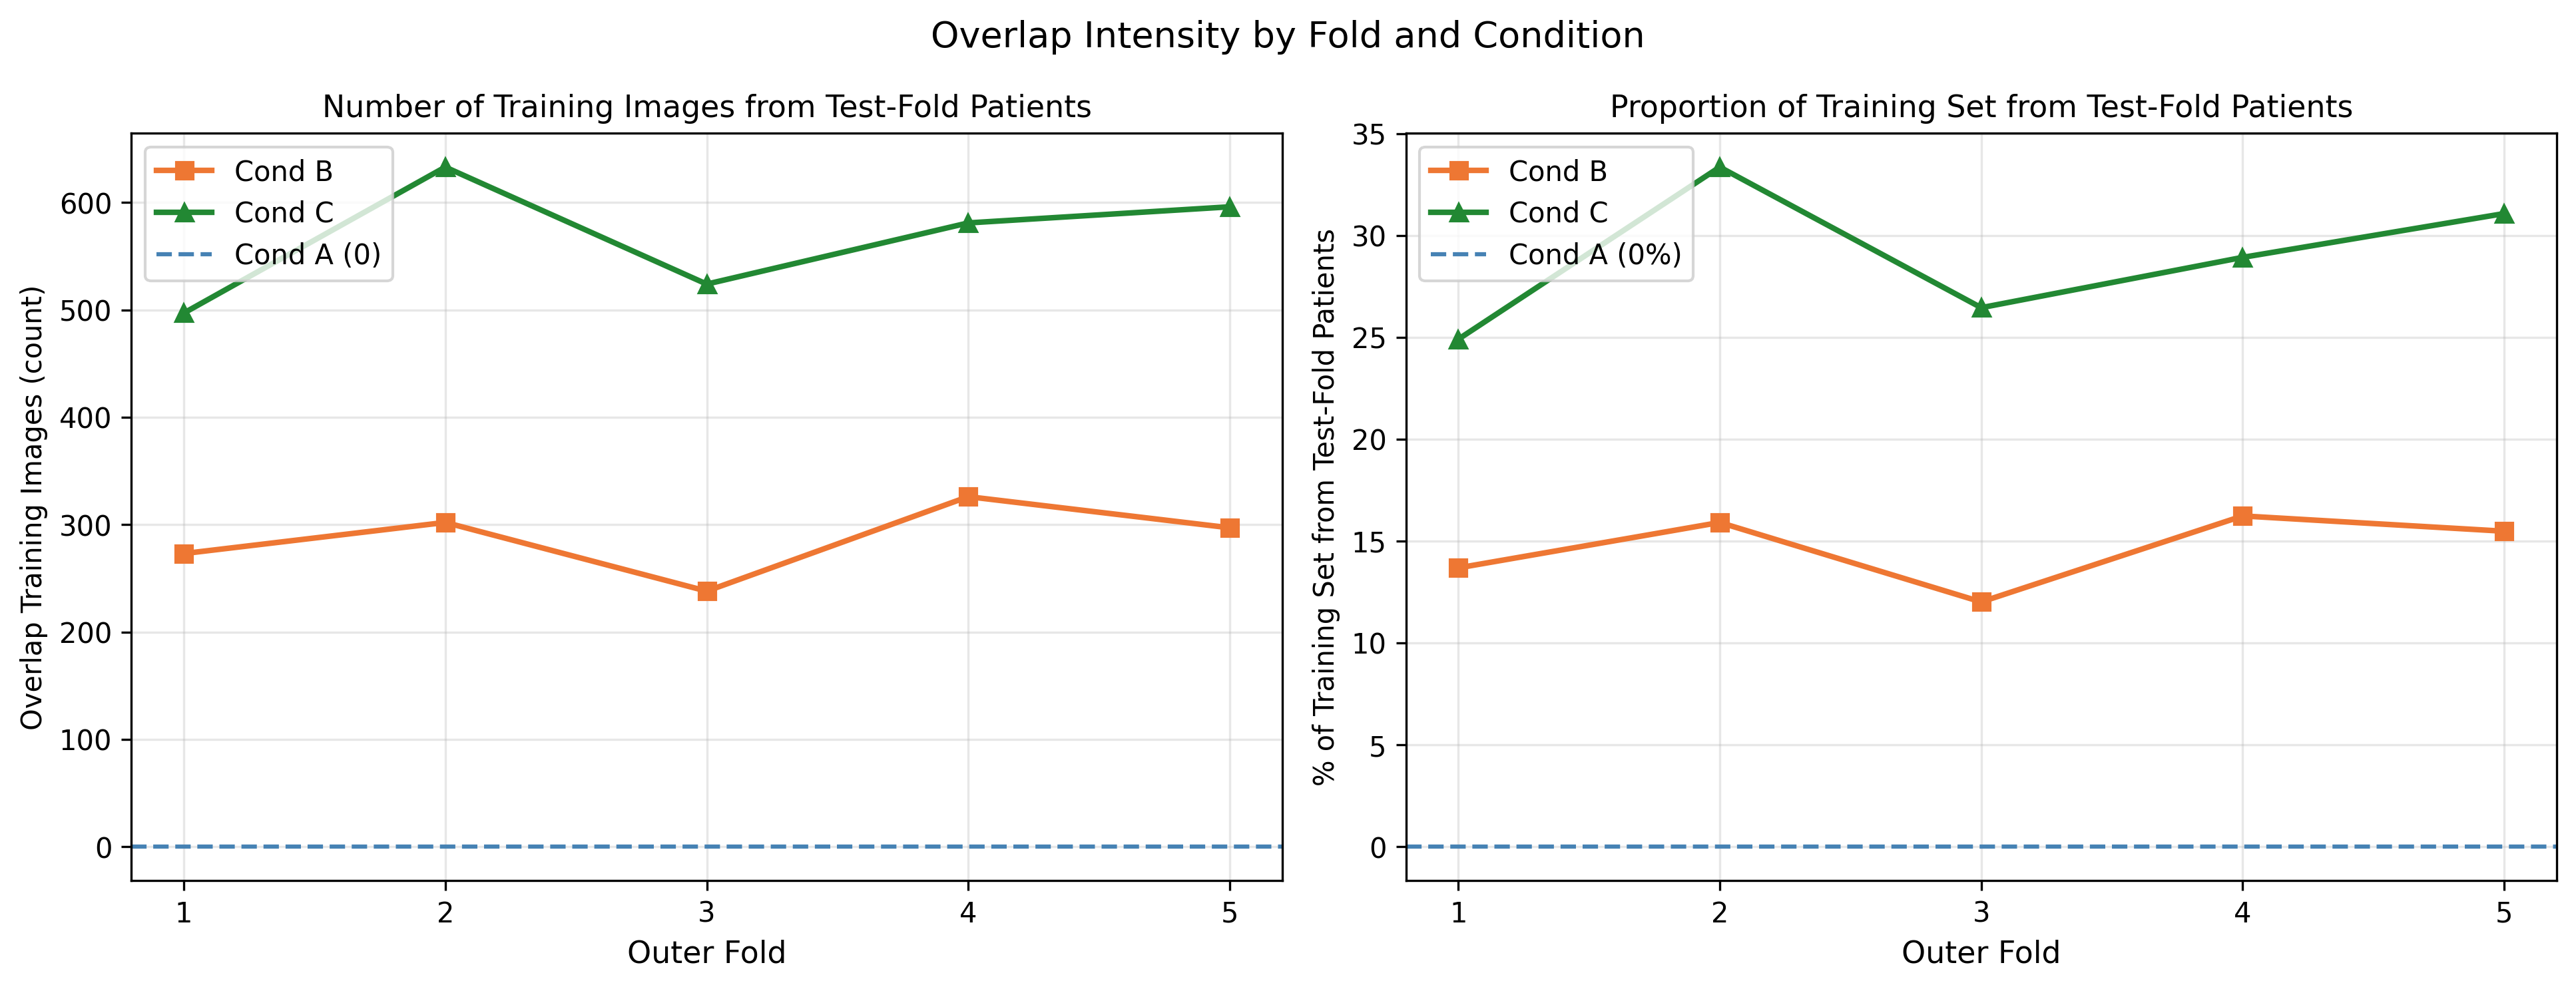 Overlap Intensity by Fold and Condition
Number of Training Images from Test-Fold Patients
Overlap Training Images (count)
600
500
400
300
200
100
0
Cond B
Cond C
Cond A (0)
1 2 3 4 5
Outer Fold
Proportion of Training Set from Test-Fold Patients
% of Training Set from Test-Fold Patients
35
30
25
20
15
10
5
0
Cond B
Cond C
Cond A (0%)
1 2 3 4 5
Outer Fold